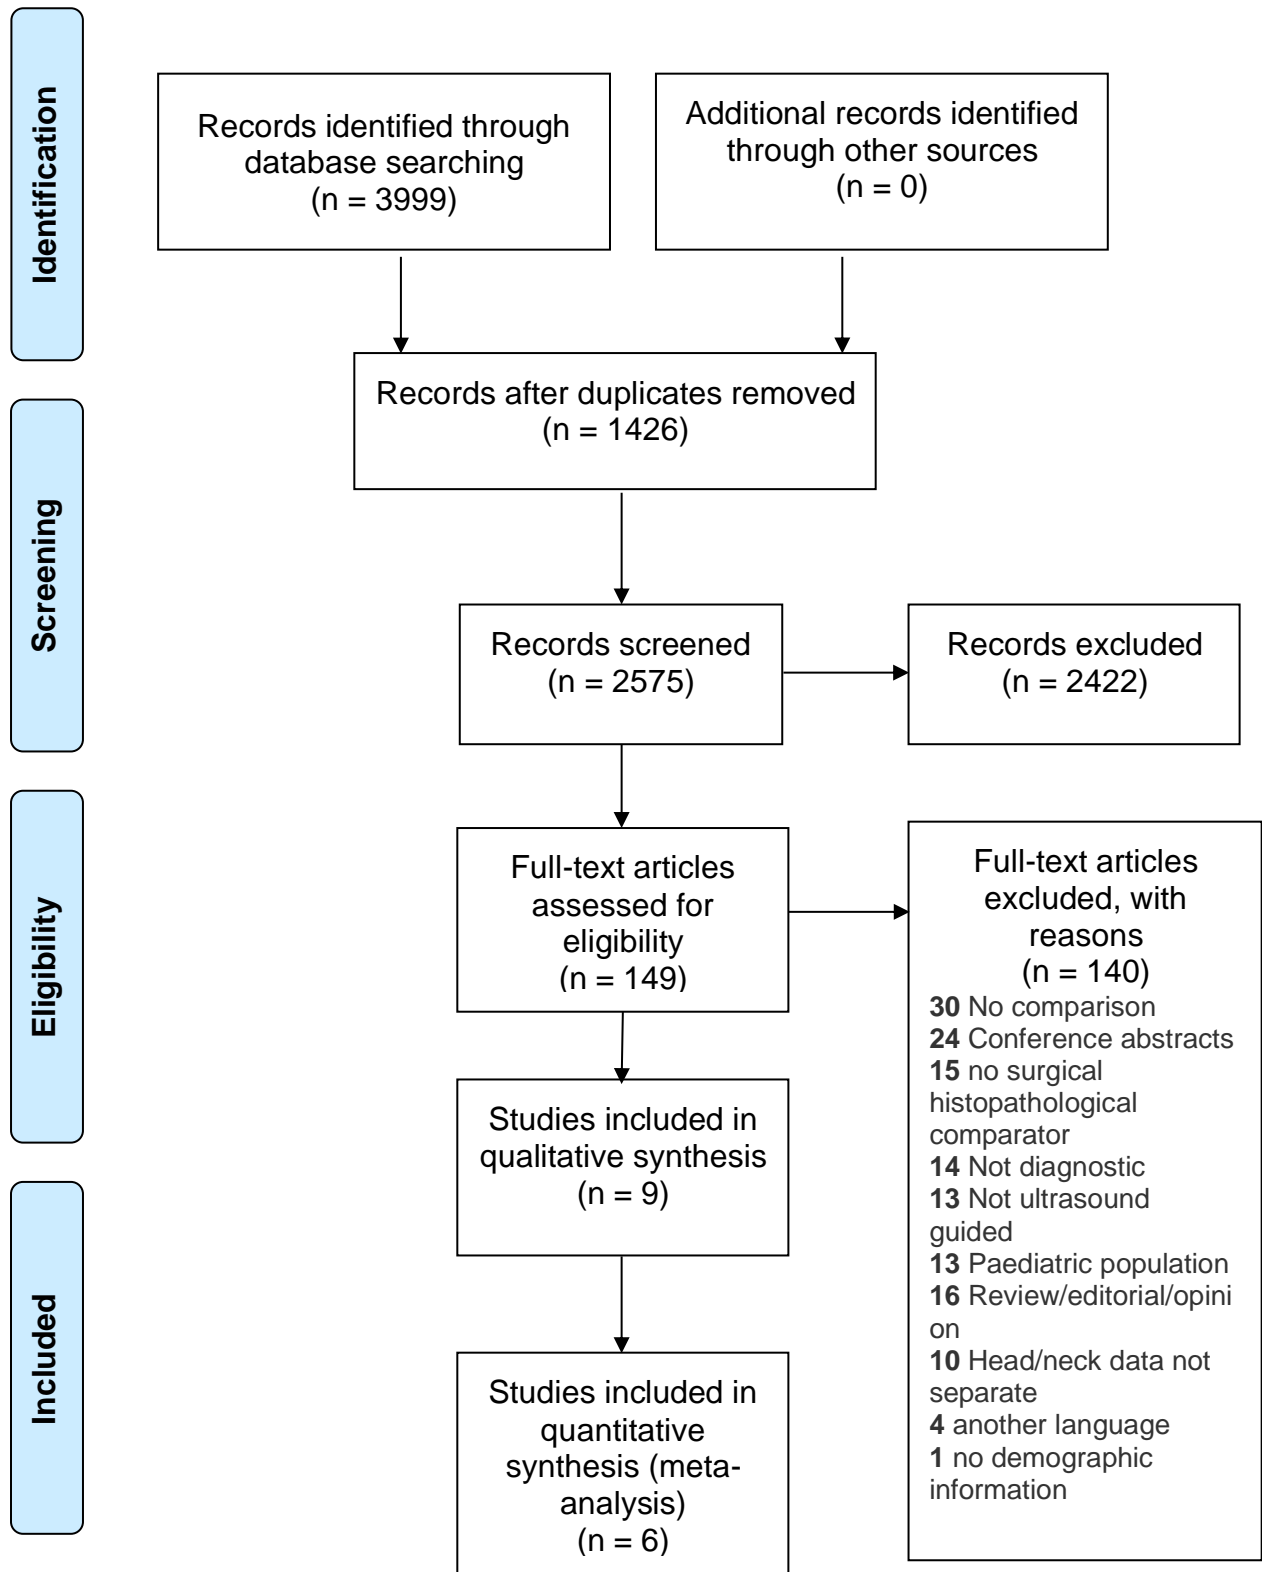 Identification
Records identified through
database searching
(n = 3999)
Additional records identified
through other sources
(n = 0)
Records after duplicates removed
(n = 1426)
Screening
Records screened
(n = 2575)
Records excluded
(n = 2422)
Eligibility
Full-text articles
assessed for
eligibility
(n = 149)
Full-text articles
excluded, with
reasons
(n = 140)
30 No comparison
24 Conference abstracts
15 no surgical
histopathological
comparator
14 Not diagnostic
13 Not ultrasound
guided
13 Paediatric population
16 Review/editorial/opini
on
10 Head/neck data not
separate
4 another language
1 no demographic
information
Studies included in
qualitative synthesis
(n = 9)
Included
Studies included in
quantitative
synthesis (meta-
analysis)
(n = 6)